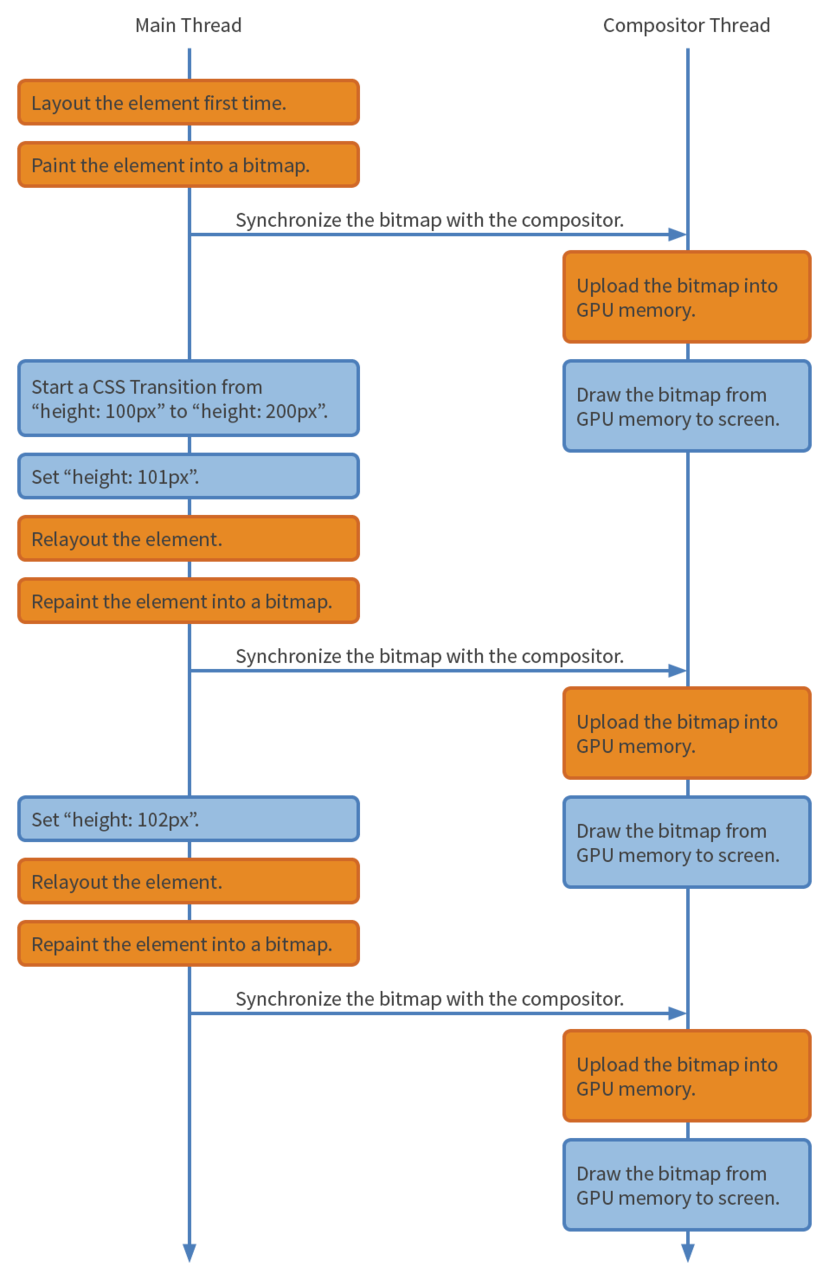 Main Thread
Compositor Thread
Layout the element first time.
Paint the element into a bitmap.
Synchronize the bitmap with the compositor.
Upload the bitmap into
GPU memory.
Start a CSS Transition from
“height: 100px” to “height: 200px”.
Draw the bitmap from
GPU memory to screen.
Set “height: 101px”.
Relayout the element.
Repaint the element into a bitmap.
Synchronize the bitmap with the compositor.
Upload the bitmap into
GPU memory.
Set “height: 102px”.
Draw the bitmap from
GPU memory to screen.
Relayout the element.
Repaint the element into a bitmap.
Synchronize the bitmap with the compositor.
Upload the bitmap into
GPU memory.
Draw the bitmap from
GPU memory to screen.